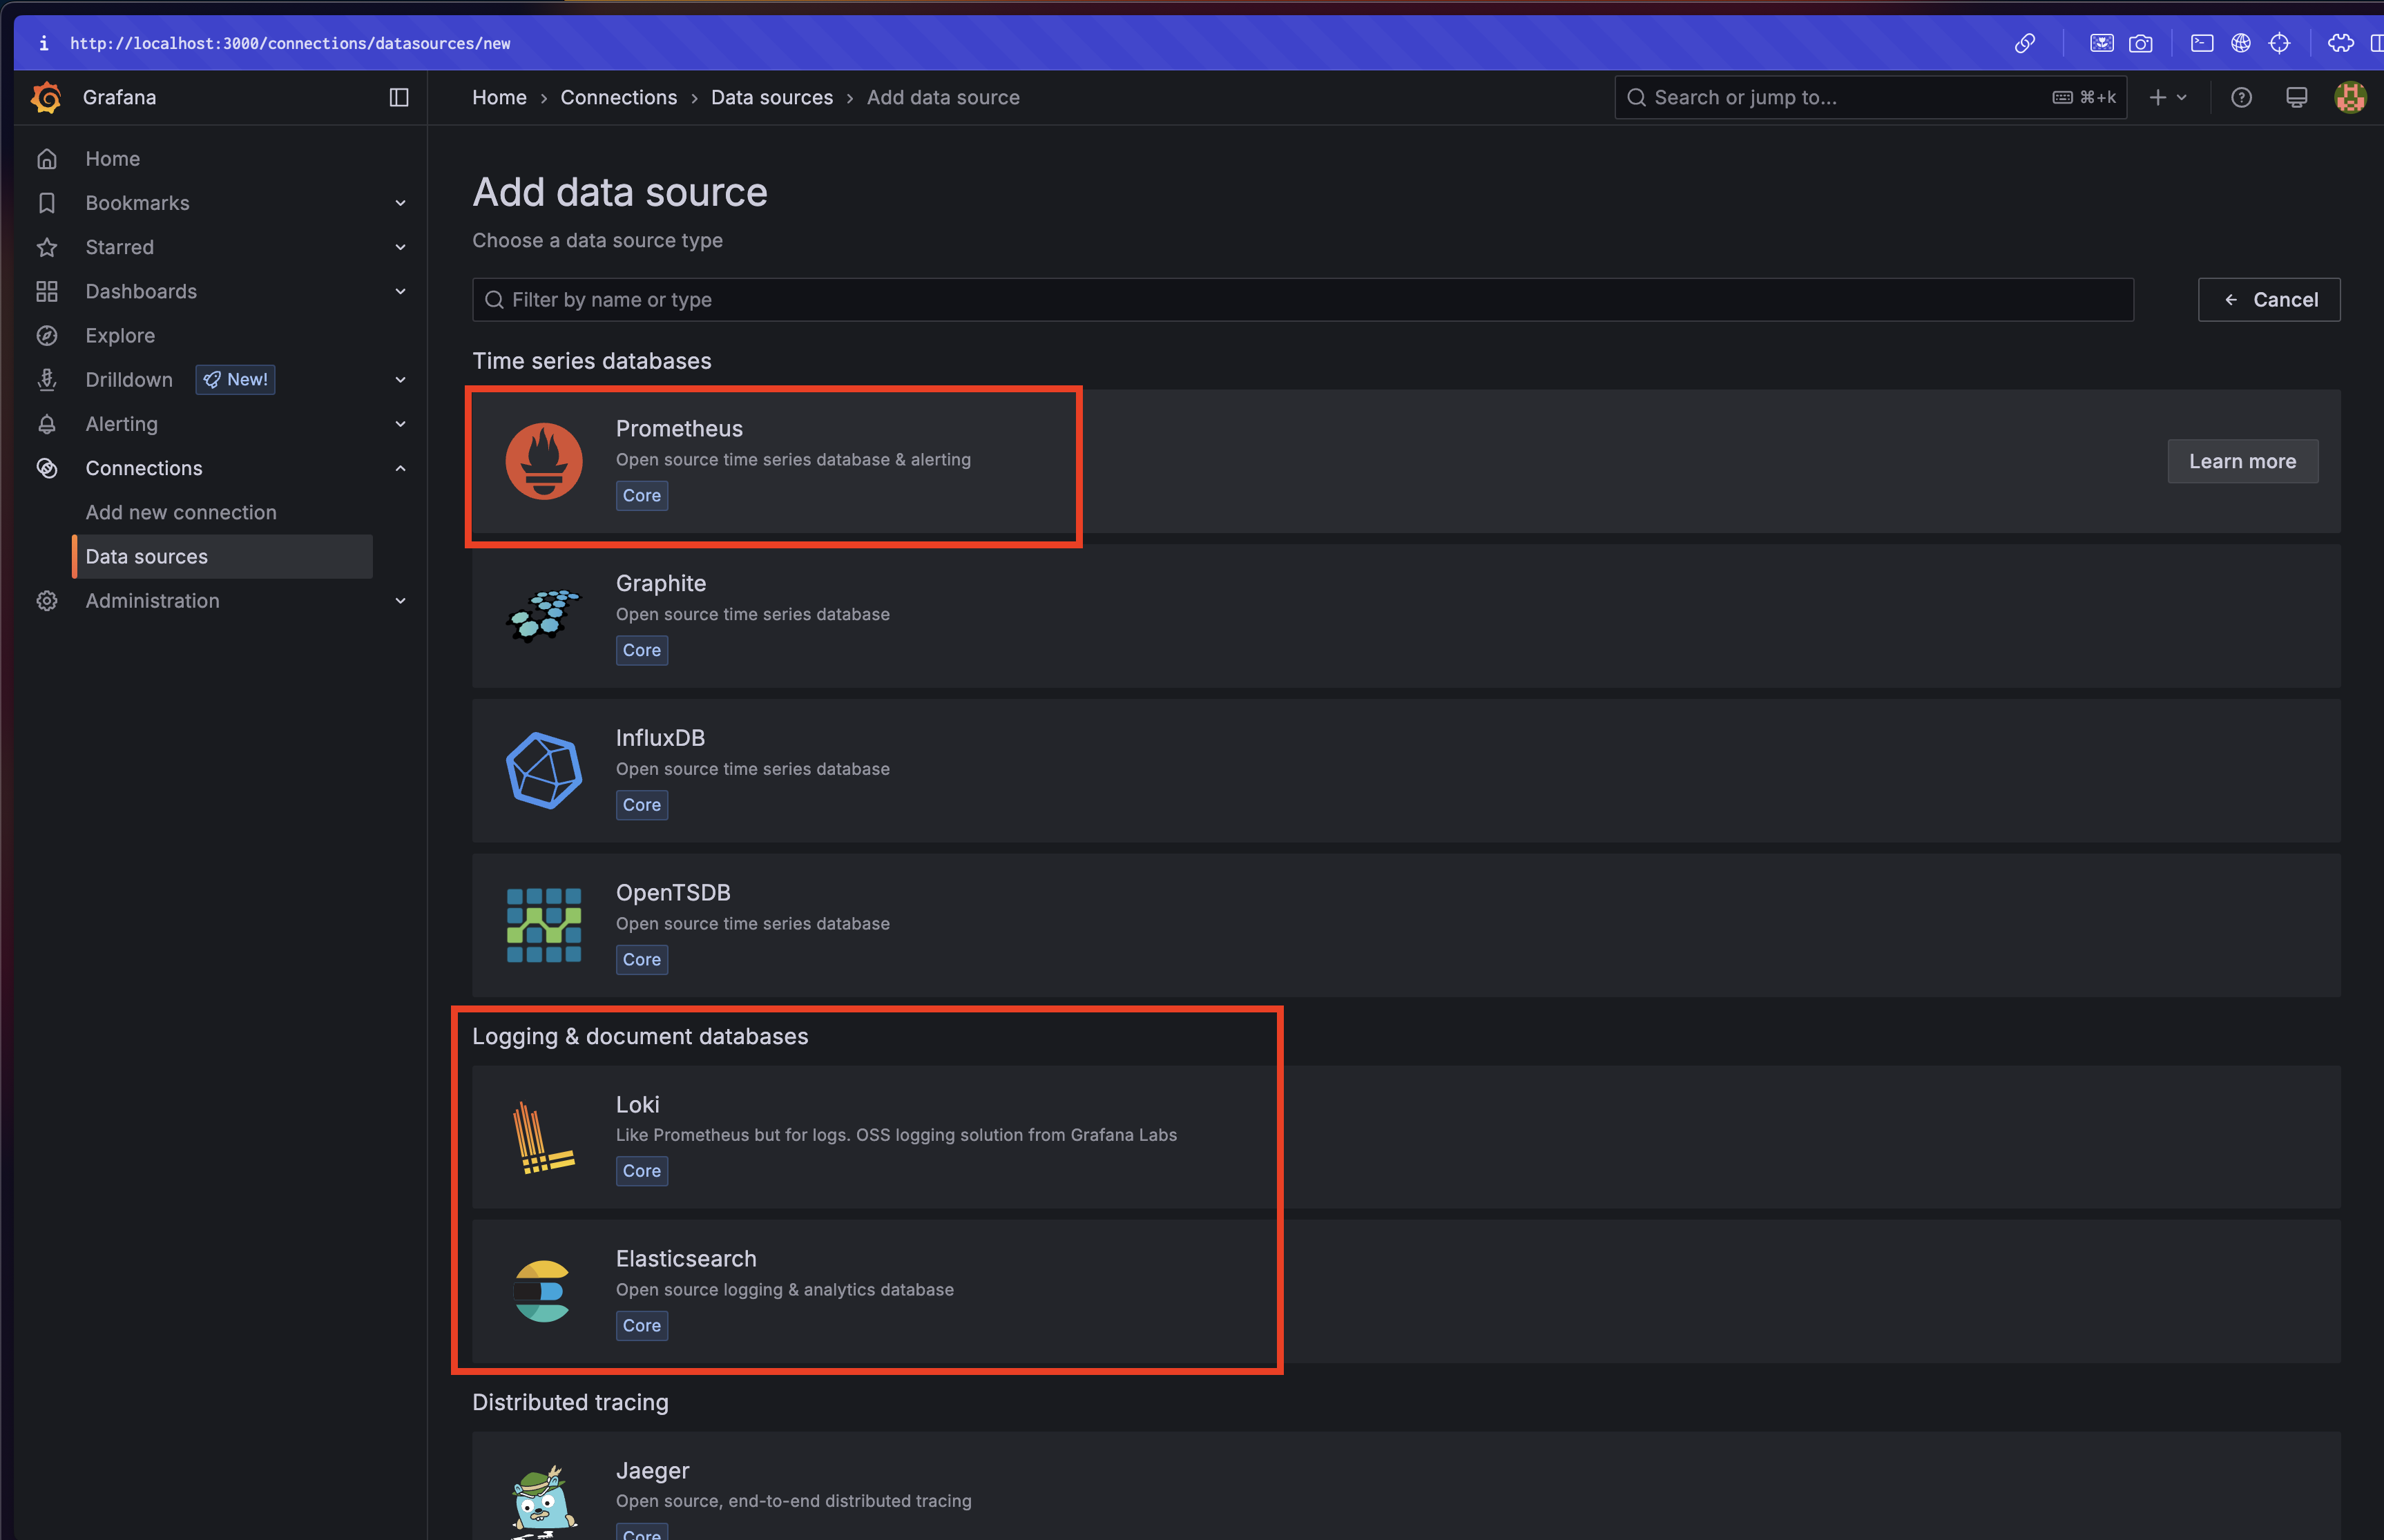 i http://localhost:3000/connections/datasources/new
Grafana
Home › Connections › Data sources › Add data source
Search or jump to...
⌘+k
Home
Bookmarks
Starred
Dashboards
Explore
Drilldown New!
Alerting
Connections
Add new connection
Data sources
Administration
Add data source
Choose a data source type
Filter by name or type
Cancel
Time series databases
Prometheus
Open source time series database & alerting
Core
Learn more
Graphite
Open source time series database
Core
InfluxDB
Open source time series database
Core
OpenTSDB
Open source time series database
Core
Logging & document databases
Loki
Like Prometheus but for logs. OSS logging solution from Grafana Labs
Core
Elasticsearch
Open source logging & analytics database
Core
Distributed tracing
Jaeger
Open source, end-to-end distributed tracing
Core